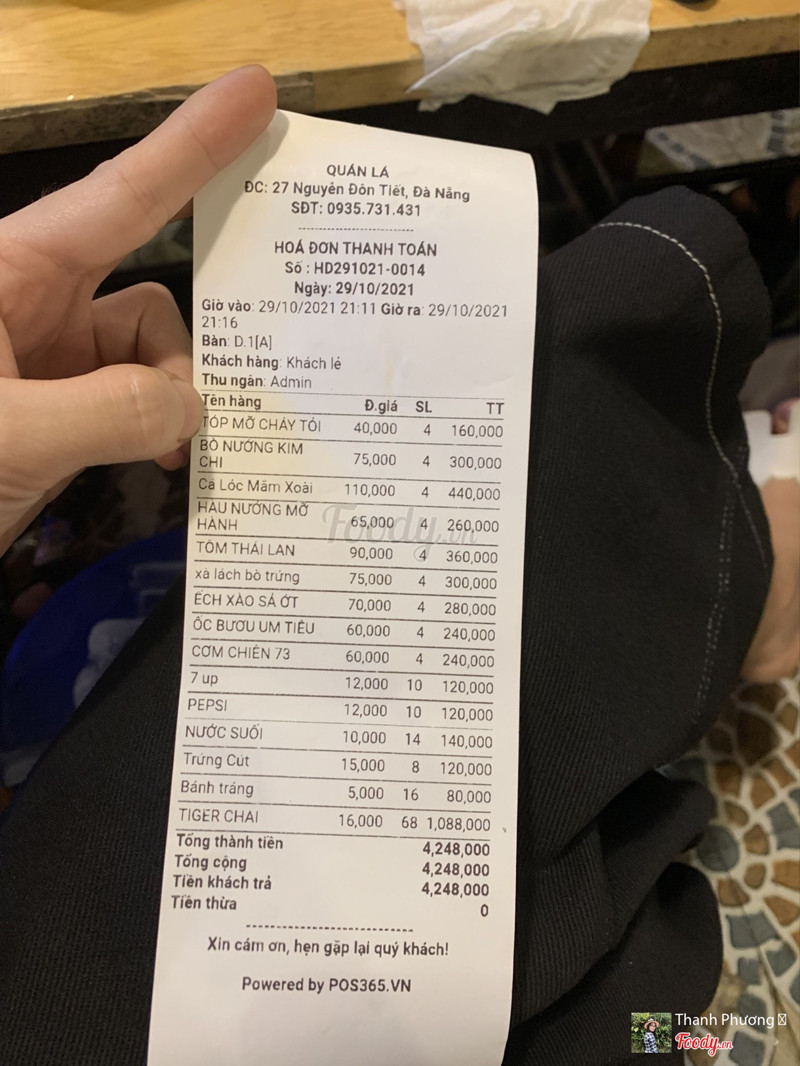 QUÁN LÁ
ĐC: 27 Nguyễn Đôn Tiết, Đà Nẵng
SĐT: 0935.731.431
HOÁ ĐƠN THANH TOÁN
Số : HD291021-0014
Ngày: 29/10/2021
Giờ vào: 29/10/2021 21:11 Giờ ra: 29/10/2021
21:16
Bàn: D.1[A]
Khách hàng: Khách lẻ
Thu ngân: Admin
Tên hàng Đ.giá SL TT
TÓP MỠ CHÁY TỎI 40,000 4 160,000
BÒ NƯỚNG KIM
CHI 75,000 4 300,000
Cá Lóc Mắm Xoài 110,000 4 440,000
HÀU NƯỚNG MỠ
HÀNH 65,000 4 260,000
TÔM THÁI LAN 90,000 4 360,000
xà lách bò trứng 75,000 4 300,000
ẾCH XÀO SẢ ỚT 70,000 4 280,000
ỐC BƯƠU UM TIÊU 60,000 4 240,000
CƠM CHIÊN 73 60,000 4 240,000
7 up 12,000 10 120,000
PEPSI 12,000 10 120,000
NƯỚC SUỐI 10,000 14 140,000
Trứng Cút 15,000 8 120,000
Bánh tráng 5,000 16 80,000
TIGER CHAI 16,000 68 1,088,000
Tổng thành tiền 4,248,000
Tổng cộng 4,248,000
Tiền khách trả 4,248,000
Tiền thừa 0
Xin cám ơn, hẹn gặp lại quý khách!
Powered by POS365.VN
Foody.vn
Thanh Phương
Foody.vn